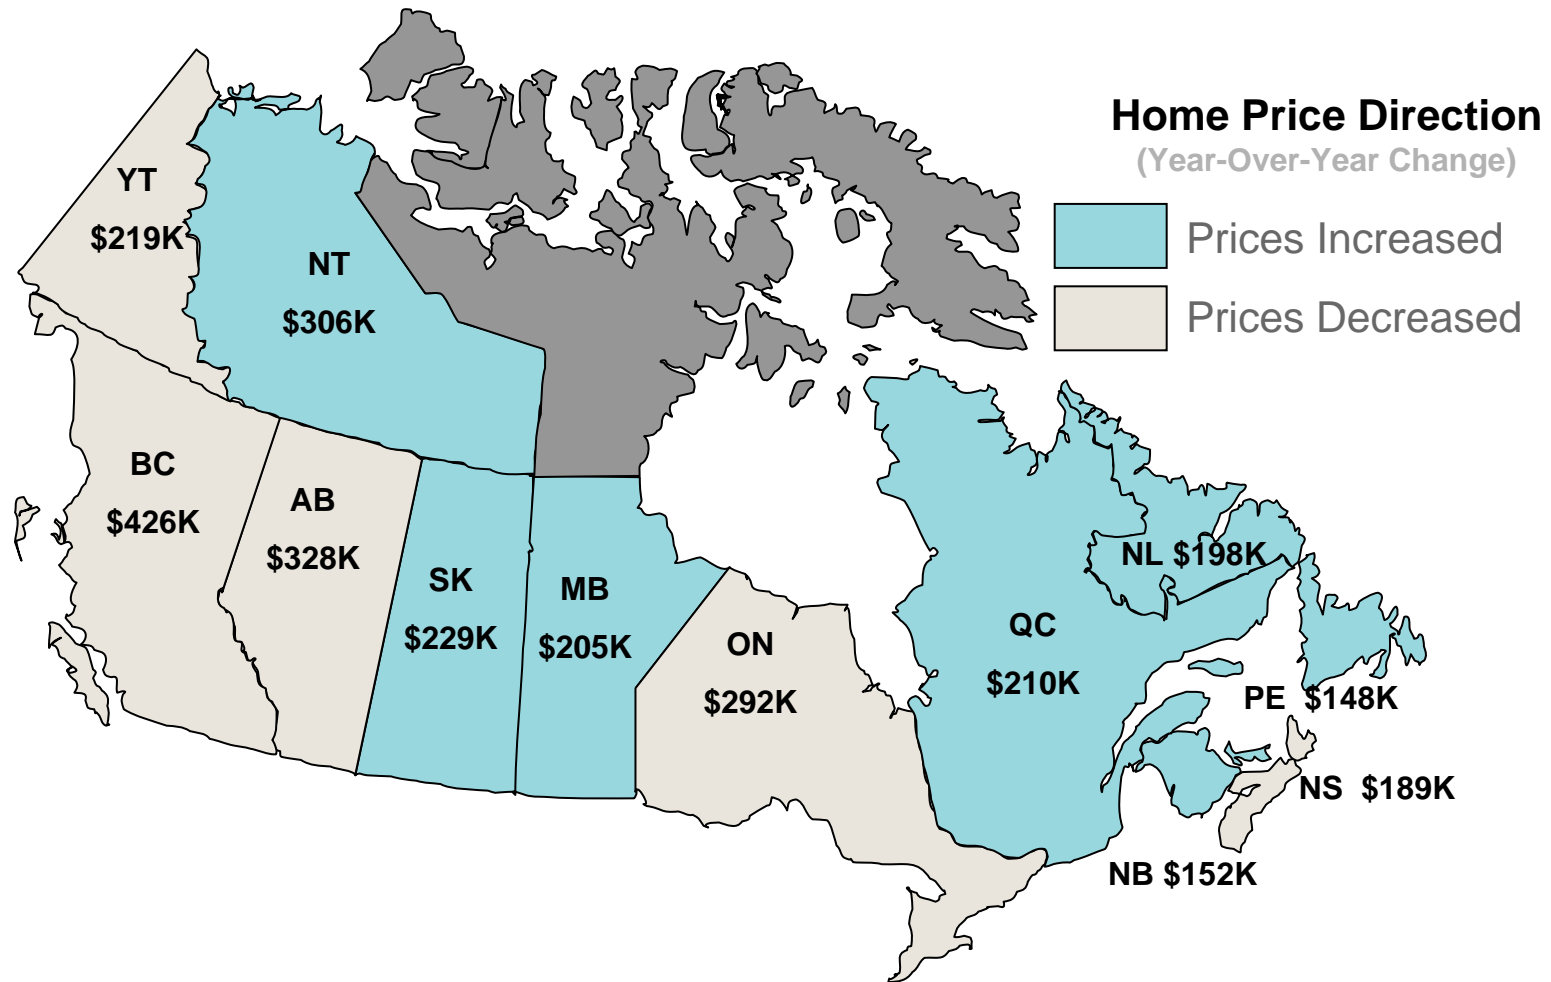 Home Price Direction
(Year-Over-Year Change)
Prices Increased
Prices Decreased
YT
$219K
NT
$306K
BC
$426K
AB
$328K
SK
$229K
MB
$205K
ON
$292K
QC
$210K
NL $198K
PE $148K
NS $189K
NB $152K